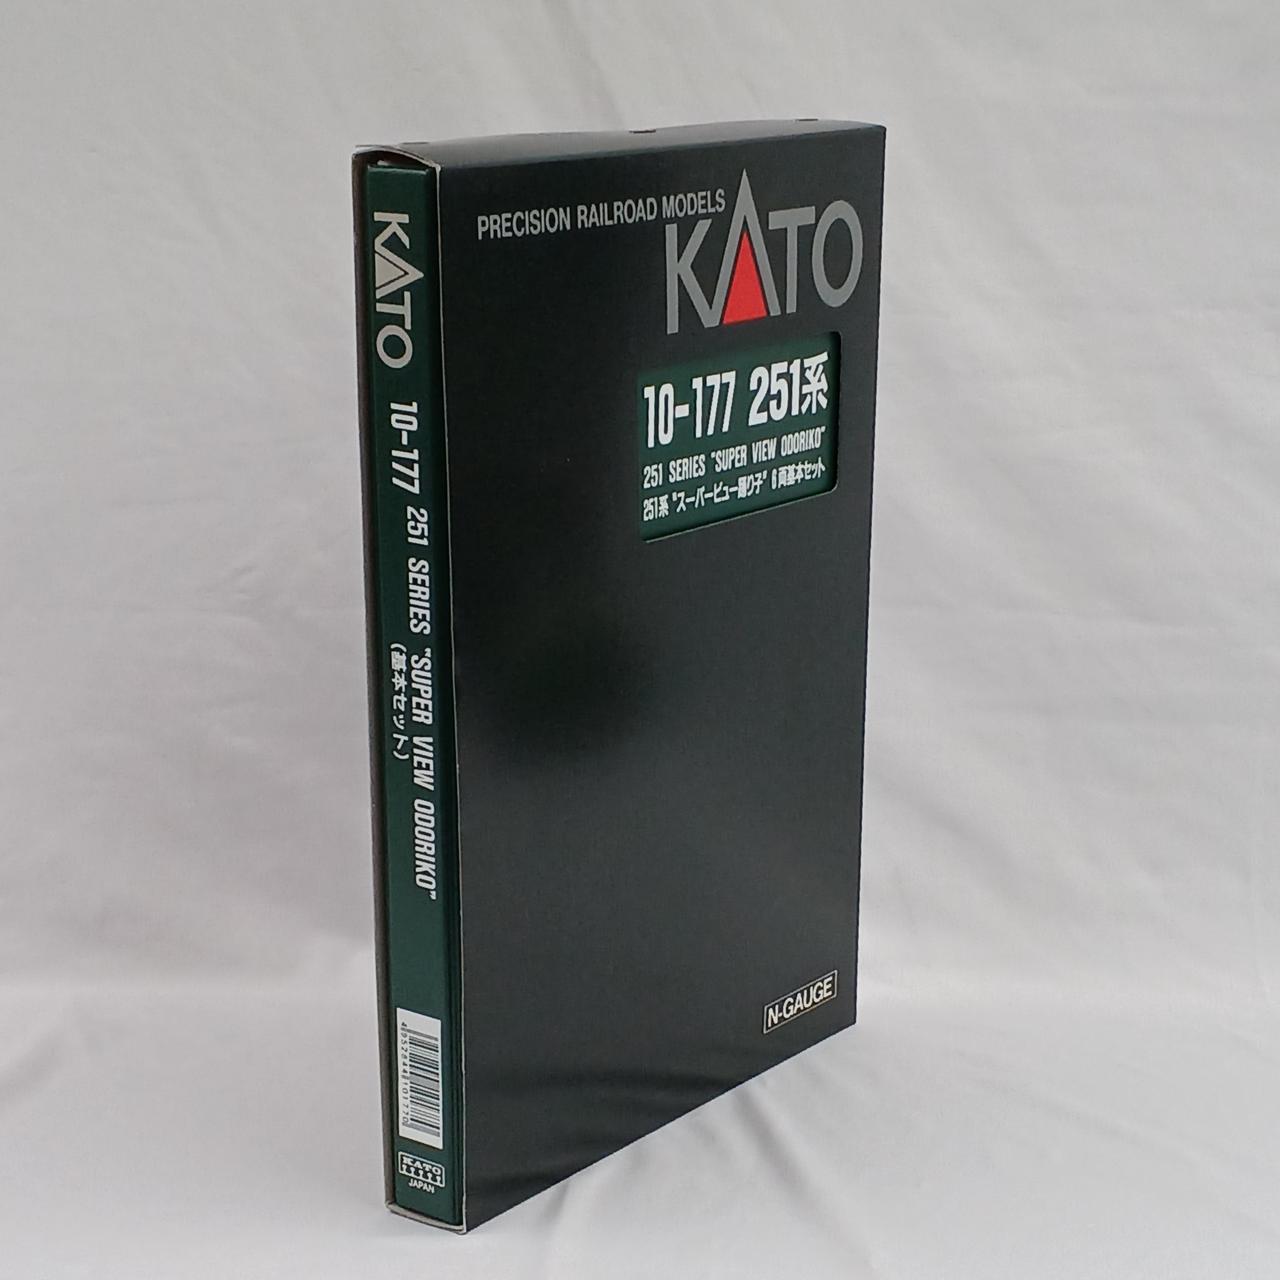 PRECISION RAILROAD MODELS
KATO
10-177 251系
251 SERIES "SUPER VIEW ODORIKO"
251系 "スーパービュー踊り子" 6両基本セット
N-GAUGE
KATO
10-177 251 SERIES "SUPER VIEW ODORIKO"
(基本セット)
4952844101770
KATO
JAPAN